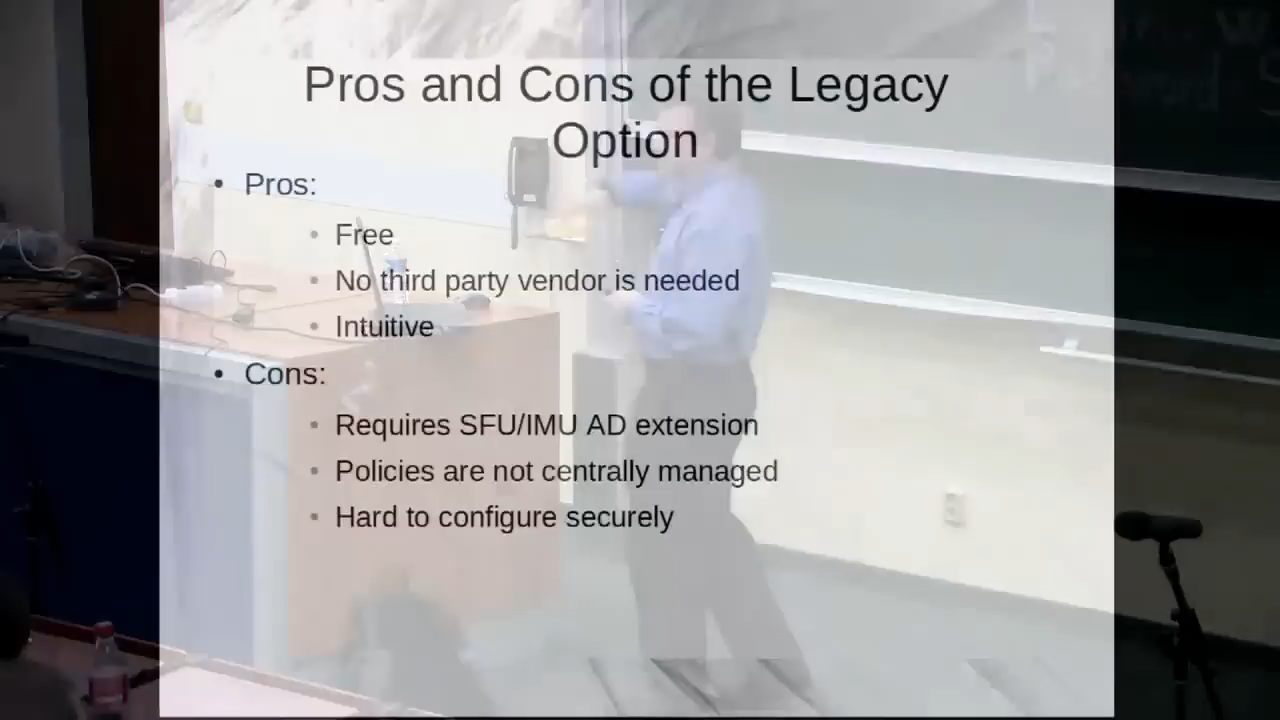 Pros and Cons of the Legacy
Option
• Pros:
• Free
• No third party vendor is needed
• Intuitive
• Cons:
• Requires SFU/IMU AD extension
• Policies are not centrally managed
• Hard to configure securely